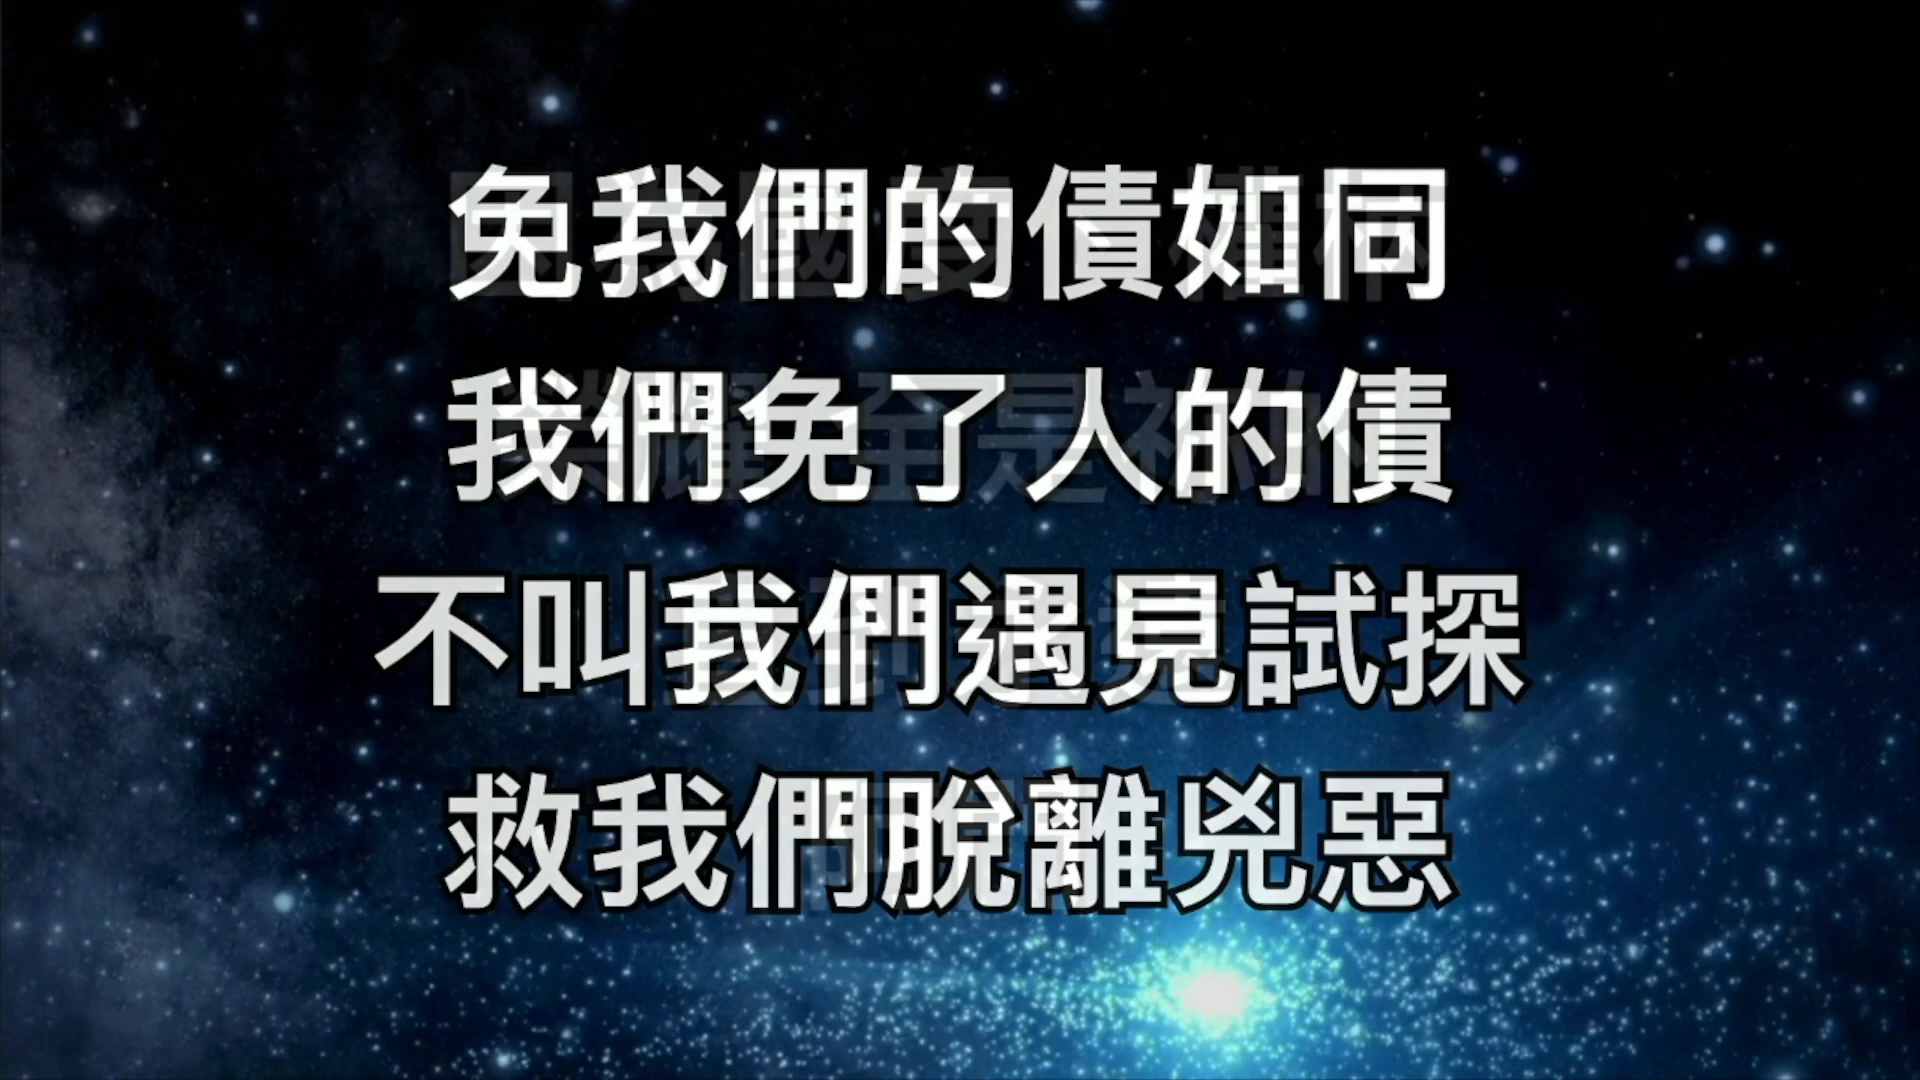 免我們的債如同
我們免了人的債
不叫我們遇見試探
救我們脫離兇惡